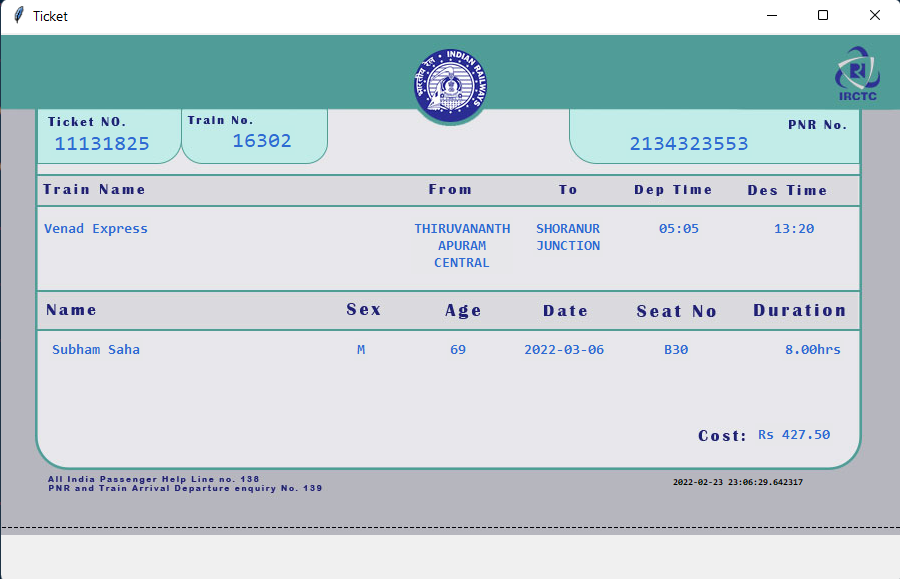 Ticket
भारतीय रेल INDIAN RAILWAYS
IRCTC
Ticket NO.
11131825
Train No.
16302
PNR No.
2134323553
Train Name From To Dep Time Des Time
Venad Express THIRUVANANTH SHORANUR 05:05 13:20
APURAM JUNCTION
CENTRAL
Name Sex Age Date Seat No Duration
Subham Saha M 69 2022-03-06 B30 8.00hrs
Cost: Rs 427.50
All India Passenger Help Line no. 138
PNR and Train Arrival Departure enquiry No. 139
2022-02-23 23:06:29.642317